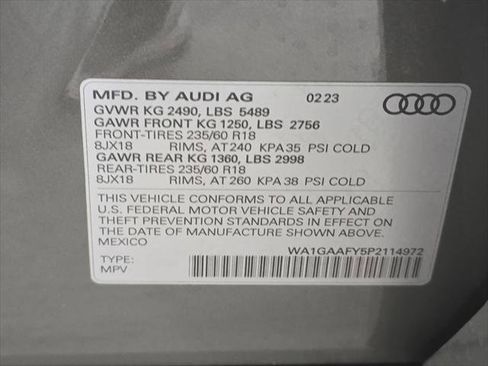 MFD. BY AUDI AG 02 23
GVWR KG 2490, LBS 5489
GAWR FRONT KG 1250, LBS 2756
FRONT-TIRES 235/60 R18
8JX18 RIMS, AT 240 KPA 35 PSI COLD
GAWR REAR KG 1360, LBS 2998
REAR-TIRES 235/60 R18
8JX18 RIMS, AT 260 KPA 38 PSI COLD
THIS VEHICLE CONFORMS TO ALL APPLICABLE
U.S. FEDERAL MOTOR VEHICLE SAFETY AND
THEFT PREVENTION STANDARDS IN EFFECT ON
THE DATE OF MANUFACTURE SHOWN ABOVE.
MEXICO WA1GAAFY5P2114972
TYPE:
MPV